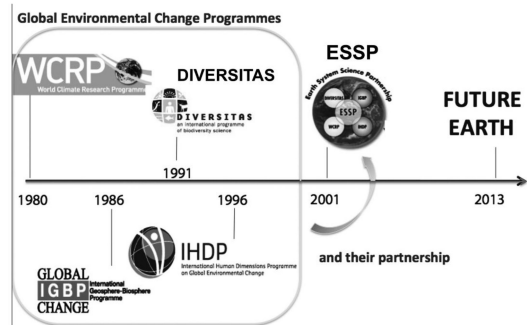 Global Environmental Change Programmes
WCRP
World Climate Research Programme
DIVERSITAS
DIVERSITAS
an international programme
of biodiversity science
ESSP
Earth System Science Partnership
DIVERSITAS
IGBP
ESSP
WCRP
IHDP
FUTURE
EARTH
1991
1980
1986
1996
2001
2013
IHDP
International Human Dimensions Programme
on Global Environmental Change
and their partnership
GLOBAL
IGBP
CHANGE
International
Geosphere-Biosphere
Programme